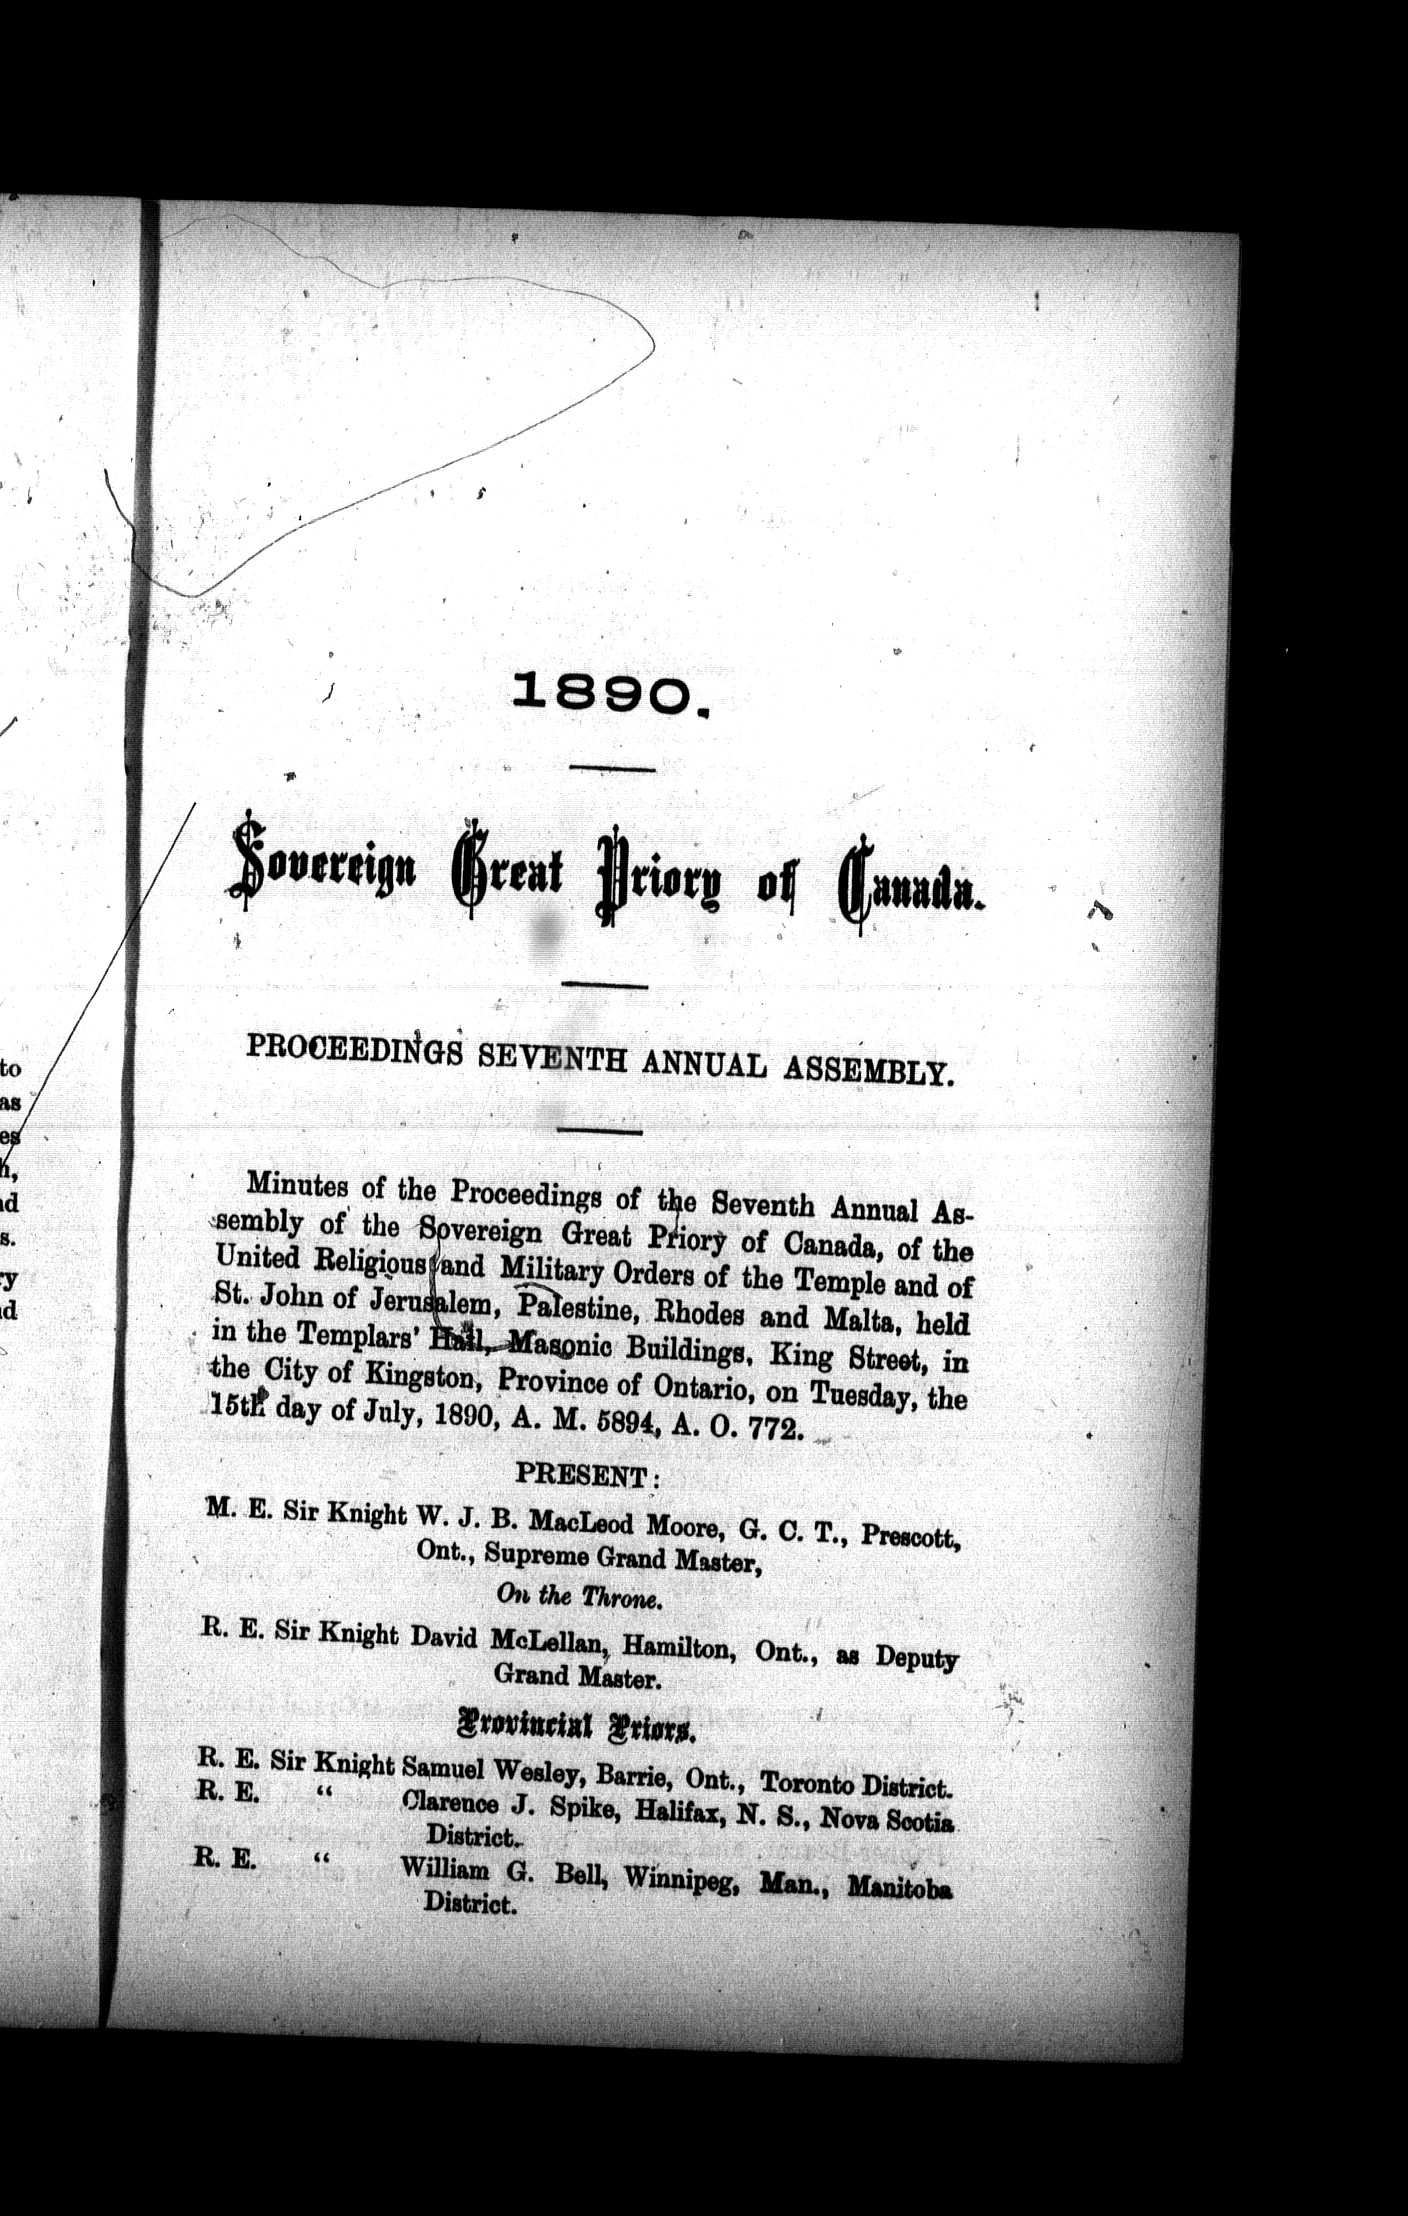 1890.
Sovereign Great Priory of Canada.
PROCEEDINGS SEVENTH ANNUAL ASSEMBLY.
Minutes of the Proceedings of the Seventh Annual As-
sembly of the Sovereign Great Priory of Canada, of the
United Religious and Military Orders of the Temple and of
St. John of Jerusalem, Palestine, Rhodes and Malta, held
in the Templars' Hall, Masonic Buildings, King Street, in
the City of Kingston, Province of Ontario, on Tuesday, the
15th day of July, 1890, A. M. 5894, A. O. 772.
PRESENT:
M. E. Sir Knight W. J. B. MacLeod Moore, G. C. T., Prescott,
Ont., Supreme Grand Master,
On the Throne.
R. E. Sir Knight David McLellan, Hamilton, Ont., as Deputy
Grand Master.
Provincial Priors.
R. E. Sir Knight Samuel Wesley, Barrie, Ont., Toronto District.
R. E. " Clarence J. Spike, Halifax, N. S., Nova Scotia
District.
R. E. " William G. Bell, Winnipeg, Man., Manitoba
District.